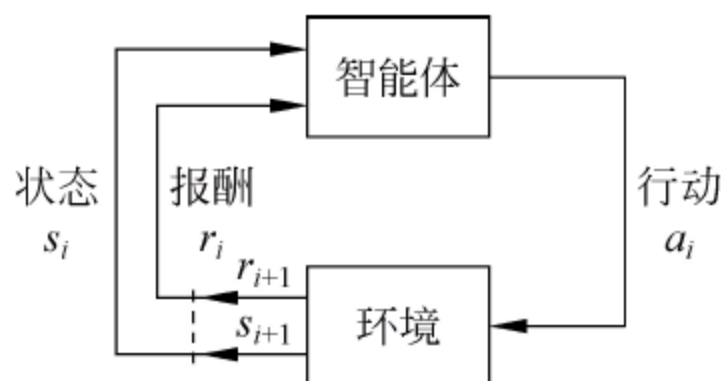 智能体
状态
报酬
行动
s_i
r_i
a_i
r_{i+1}
s_{i+1}
环境